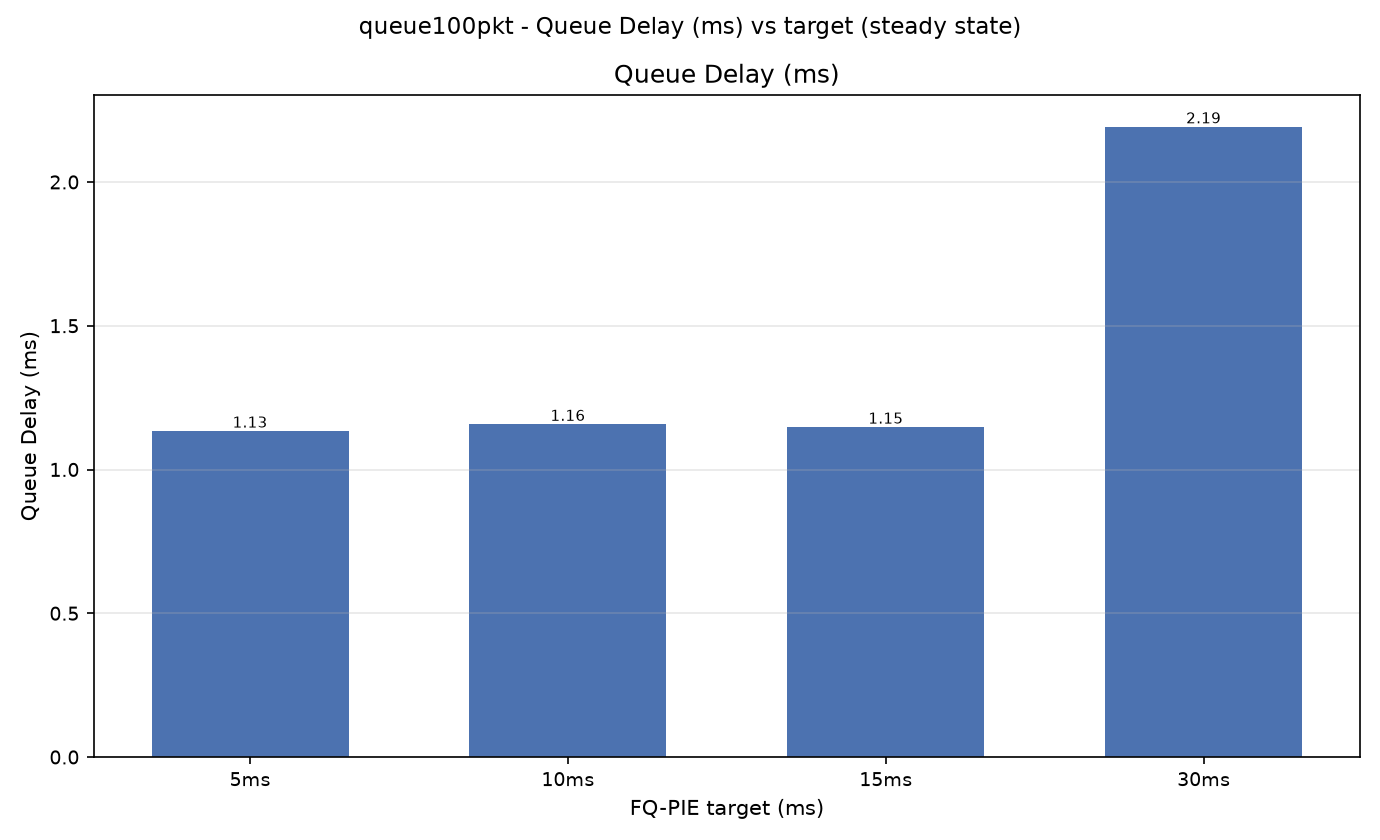 queue100pkt - Queue Delay (ms) vs target (steady state)
Queue Delay (ms)
Queue Delay (ms)
2.0
1.5
1.0
0.5
0.0
1.13
1.16
1.15
2.19
5ms
10ms
15ms
30ms
FQ-PIE target (ms)